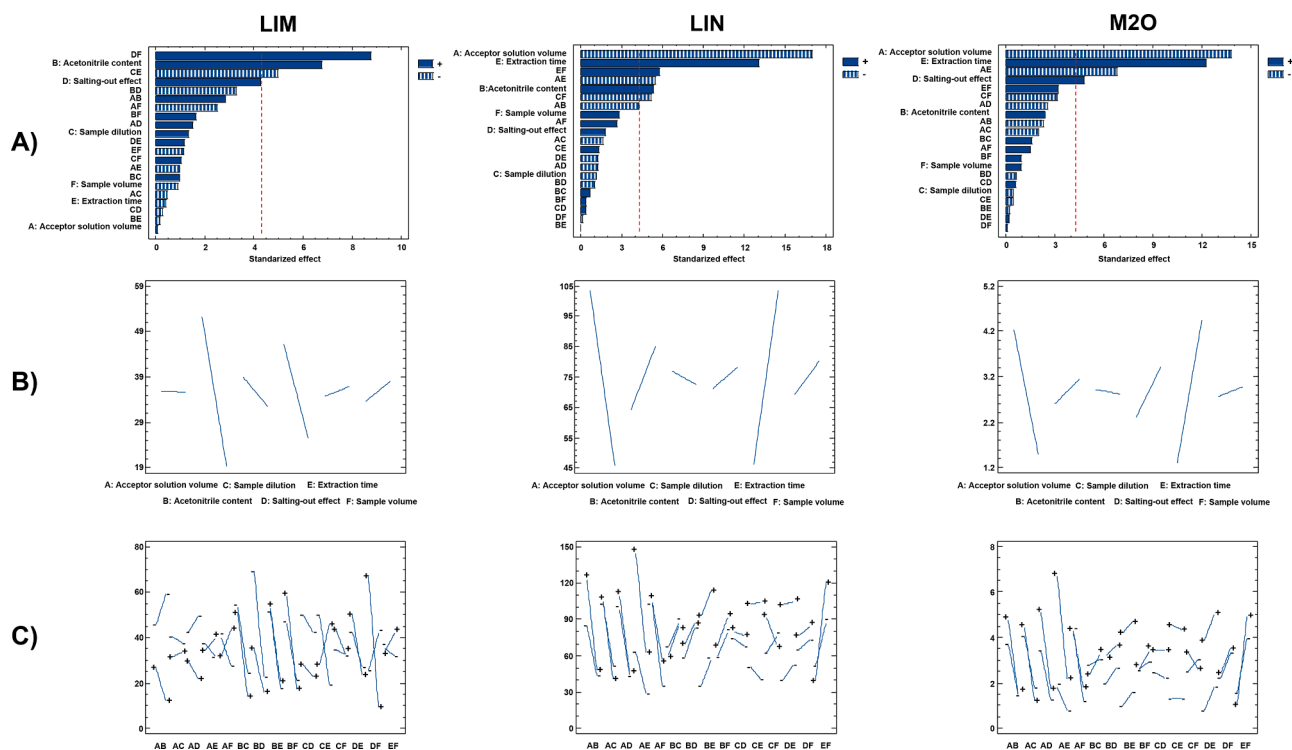 LIM
LIN
M2O
A)
DF
B: Acetonitrile content
CE
D: Salting-out effect
BD
AB
AF
BF
AD
C: Sample dilution
DE
EF
CF
AE
BC
F: Sample volume
AC
E: Extraction time
CD
BE
A: Acceptor solution volume
0 2 4 6 8 10
Standarized effect
+
-
A: Acceptor solution volume
E: Extraction time
EF
AE
B:Acetonitrile content
CF
AB
F: Sample volume
AF
D: Salting-out effect
AC
CE
DE
AD
C: Sample dilution
BD
BC
BF
CD
DF
BE
0 3 6 9 12 15 18
Standarized effect
+
-
A: Acceptor solution volume
E: Extraction time
AE
D: Salting-out effect
EF
CF
AD
B: Acetonitrile content
AB
AC
BC
AF
BF
F: Sample volume
BD
CD
C: Sample dilution
CE
BE
DE
DF
0 3 6 9 12 15
Standarized effect
+
-
B)
59
49
39
29
19
A: Acceptor solution volume C: Sample dilution E: Extraction time
B: Acetonitrile content D: Salting-out effect F: Sample volume
105
95
85
75
65
55
45
A: Acceptor solution volume C: Sample dilution E: Extraction time
B: Acetonitrile content D: Salting-out effect F: Sample volume
5.2
4.2
3.2
2.2
1.2
A: Acceptor solution volume C: Sample dilution E: Extraction time
B: Acetonitrile content D: Salting-out effect F: Sample volume
C)
80
60
40
20
0
AB AC AD AE AF BC BD BE BF CD CE CF DE DF EF
150
120
90
60
30
0
AB AC AD AE AF BC BD BE BF CD CE CF DE DF EF
8
6
4
2
0
AB AC AD AE AF BC BD BE BF CD CE CF DE DF EF